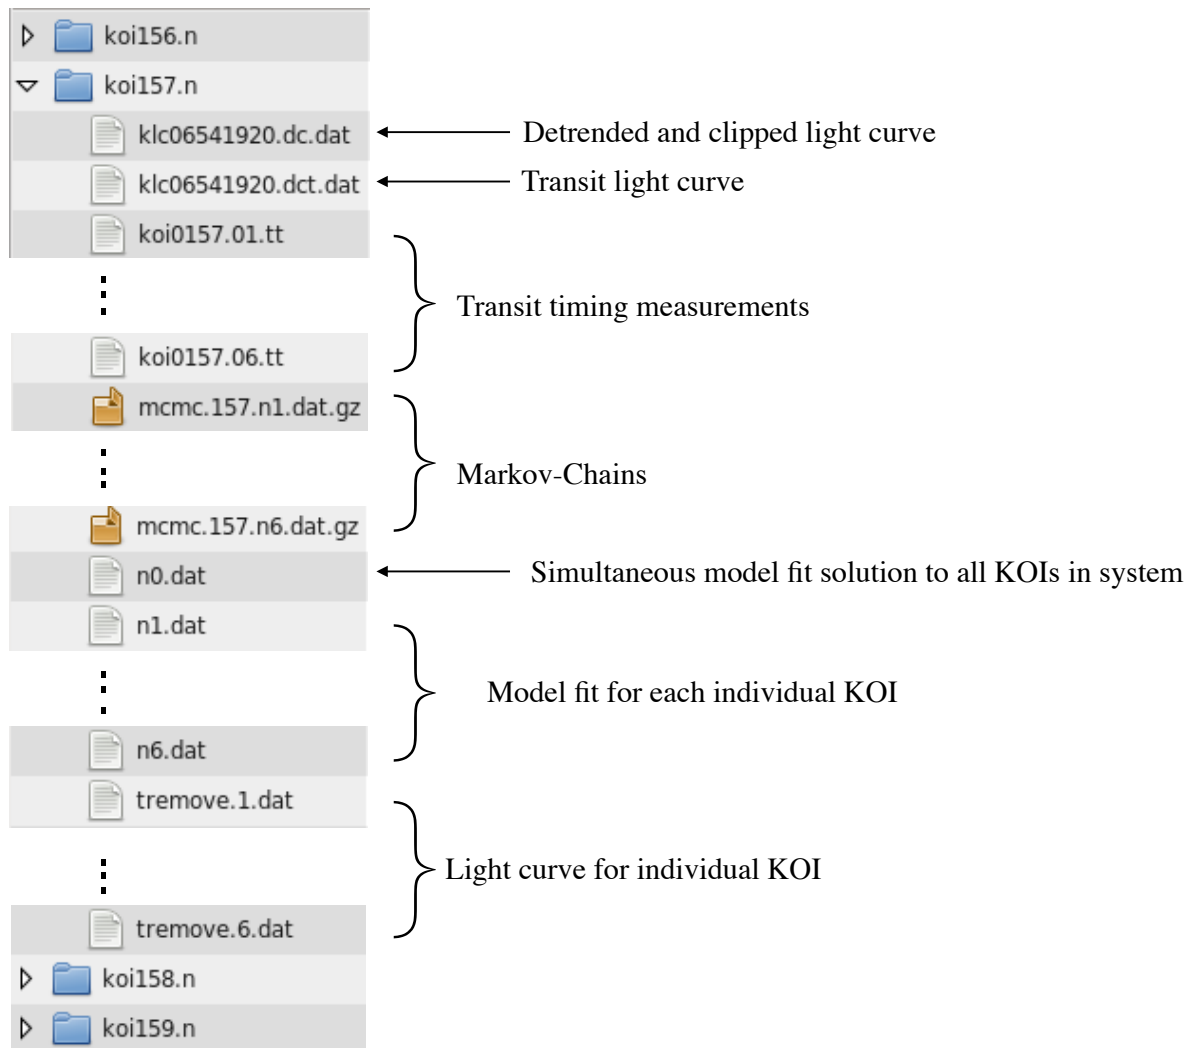 koi156.n
koi157.n
klc06541920.dc.dat Detrended and clipped light curve
klc06541920.dct.dat Transit light curve
koi0157.01.tt
Transit timing measurements
koi0157.06.tt
mcmc.157.n1.dat.gz
Markov-Chains
mcmc.157.n6.dat.gz
n0.dat Simultaneous model fit solution to all KOIs in system
n1.dat
Model fit for each individual KOI
n6.dat
tremove.1.dat
Light curve for individual KOI
tremove.6.dat
koi158.n
koi159.n